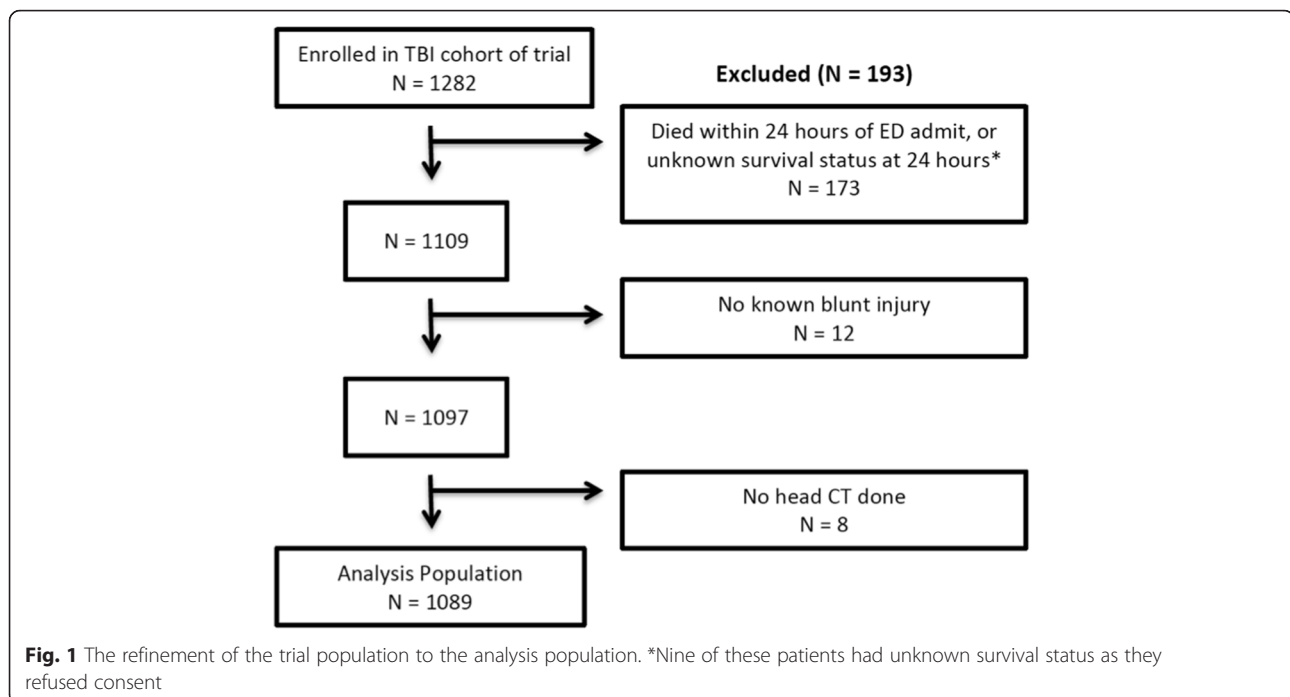 Enrolled in TBI cohort of trial
N = 1282
Excluded (N = 193)
Died within 24 hours of ED admit, or
unknown survival status at 24 hours*
N = 173
N = 1109
No known blunt injury
N = 12
N = 1097
No head CT done
N = 8
Analysis Population
N = 1089
Fig. 1 The refinement of the trial population to the analysis population. *Nine of these patients had unknown survival status as they
refused consent